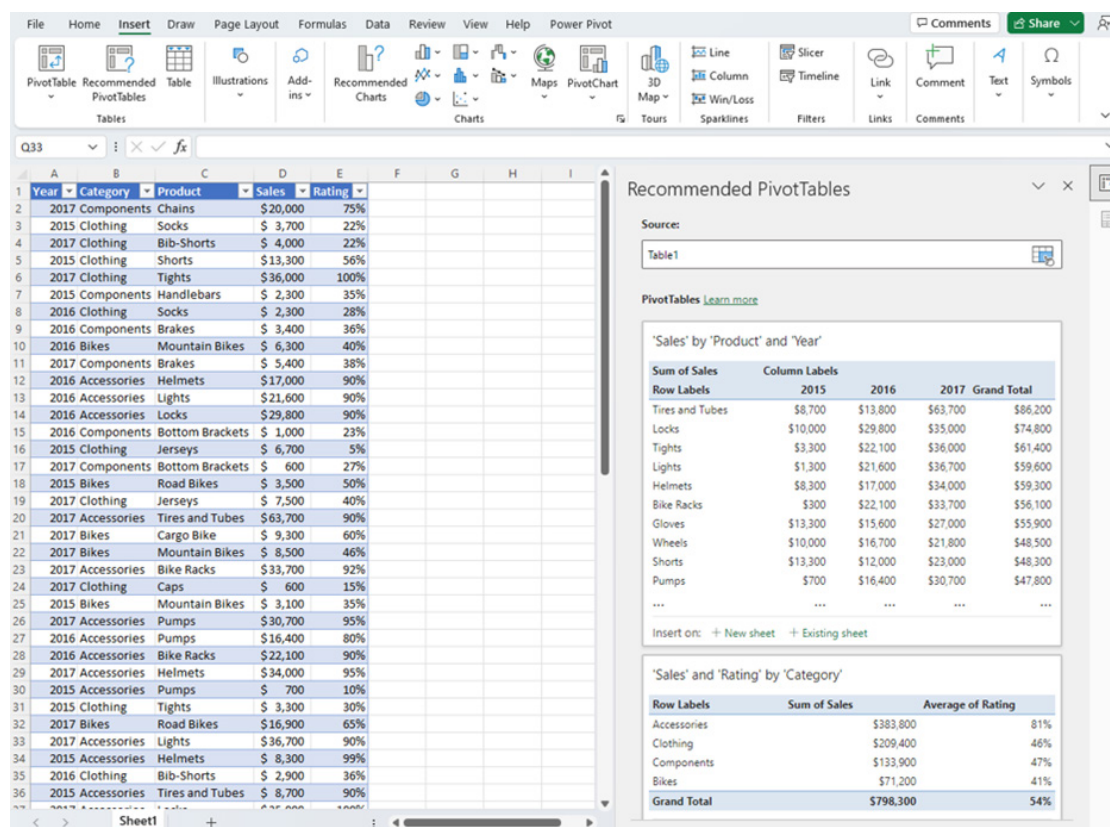 File Home Insert Draw Page Layout Formulas Data Review View Help Power Pivot Comments Share
PivotTable Recommended PivotTables Table Illustrations Add-ins Recommended Charts Maps PivotChart 3D Map Line Column Win/Loss Slicer Timeline Link Comment Text Symbols
Tables Charts Tours Sparklines Filters Links Comments
Q33 fx
A B C D E F G H I
1 Year Category Product Sales Rating
2 2017 Components Chains $20,000 75%
3 2015 Clothing Socks $ 3,700 22%
4 2017 Clothing Bib-Shorts $ 4,000 22%
5 2015 Clothing Shorts $13,300 56%
6 2017 Clothing Tights $36,000 100%
7 2015 Components Handlebars $ 2,300 35%
8 2016 Clothing Socks $ 2,300 28%
9 2016 Components Brakes $ 3,400 36%
10 2016 Bikes Mountain Bikes $ 6,300 40%
11 2017 Components Brakes $ 5,400 38%
12 2016 Accessories Helmets $17,000 90%
13 2016 Accessories Lights $21,600 90%
14 2016 Accessories Locks $29,800 90%
15 2016 Components Bottom Brackets $ 1,000 23%
16 2015 Clothing Jerseys $ 6,700 5%
17 2017 Components Bottom Brackets $ 600 27%
18 2015 Bikes Road Bikes $ 3,500 50%
19 2017 Clothing Jerseys $ 7,500 40%
20 2017 Accessories Tires and Tubes $63,700 90%
21 2017 Bikes Cargo Bike $ 9,300 60%
22 2017 Bikes Mountain Bikes $ 8,500 46%
23 2017 Accessories Bike Racks $33,700 92%
24 2017 Clothing Caps $ 600 15%
25 2015 Bikes Mountain Bikes $ 3,100 35%
26 2017 Accessories Pumps $30,700 95%
27 2016 Accessories Pumps $16,400 80%
28 2016 Accessories Bike Racks $22,100 90%
29 2017 Accessories Helmets $34,000 95%
30 2015 Accessories Pumps $ 700 10%
31 2015 Clothing Tights $ 3,300 30%
32 2017 Bikes Road Bikes $16,900 65%
33 2017 Accessories Lights $36,700 90%
34 2015 Accessories Helmets $ 8,300 99%
35 2016 Clothing Bib-Shorts $ 2,900 36%
36 2015 Accessories Tires and Tubes $ 8,700 90%
Sheet1
Recommended PivotTables
Source:
Table1
PivotTables Learn more
'Sales' by 'Product' and 'Year'
Sum of Sales Column Labels
Row Labels 2015 2016 2017 Grand Total
Tires and Tubes $8,700 $13,800 $63,700 $86,200
Locks $10,000 $29,800 $35,000 $74,800
Tights $3,300 $22,100 $36,000 $61,400
Lights $1,300 $21,600 $36,700 $59,600
Helmets $8,300 $17,000 $34,000 $59,300
Bike Racks $300 $22,100 $33,700 $56,100
Gloves $13,300 $15,600 $27,000 $55,900
Wheels $10,000 $16,700 $21,800 $48,500
Shorts $13,300 $12,000 $23,000 $48,300
Pumps $700 $16,400 $30,700 $47,800
... ... ... ... ...
Insert on: + New sheet + Existing sheet
'Sales' and 'Rating' by 'Category'
Row Labels Sum of Sales Average of Rating
Accessories $383,800 81%
Clothing $209,400 46%
Components $133,900 47%
Bikes $71,200 41%
Grand Total $798,300 54%